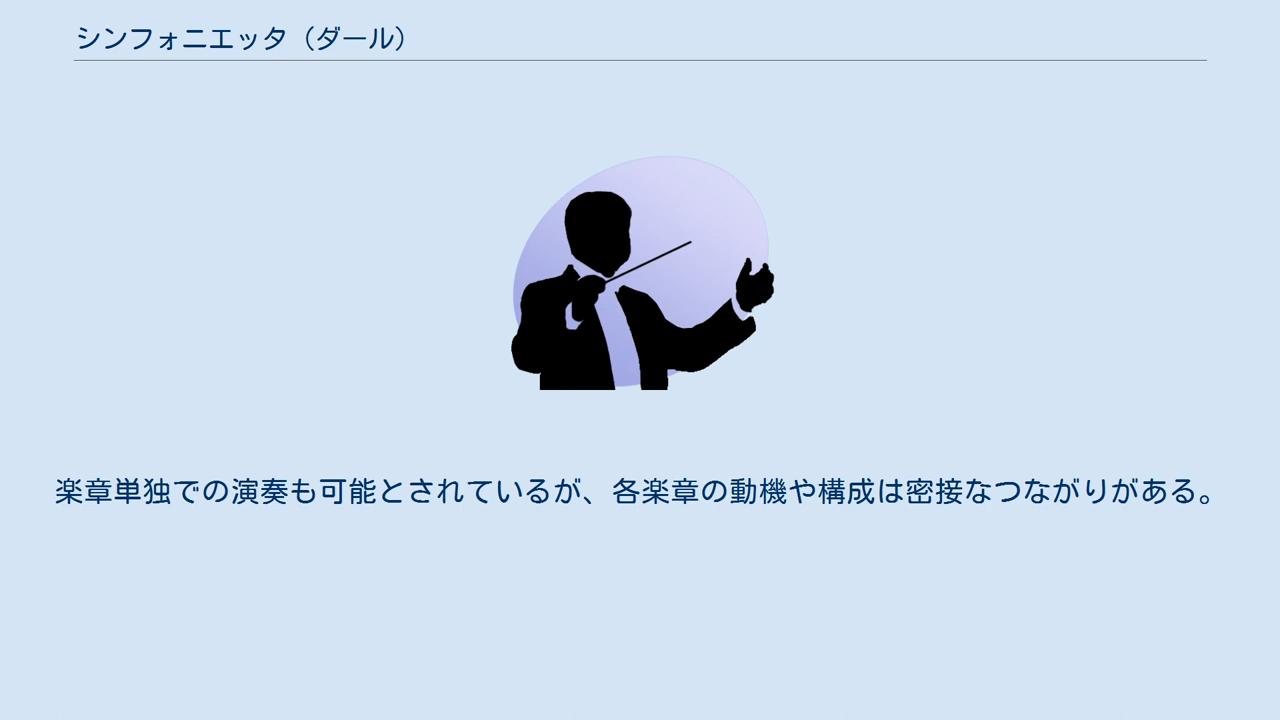 シンフォニエッタ（ダール）
楽章単独での演奏も可能とされているが、各楽章の動機や構成は密接なつながりがある。